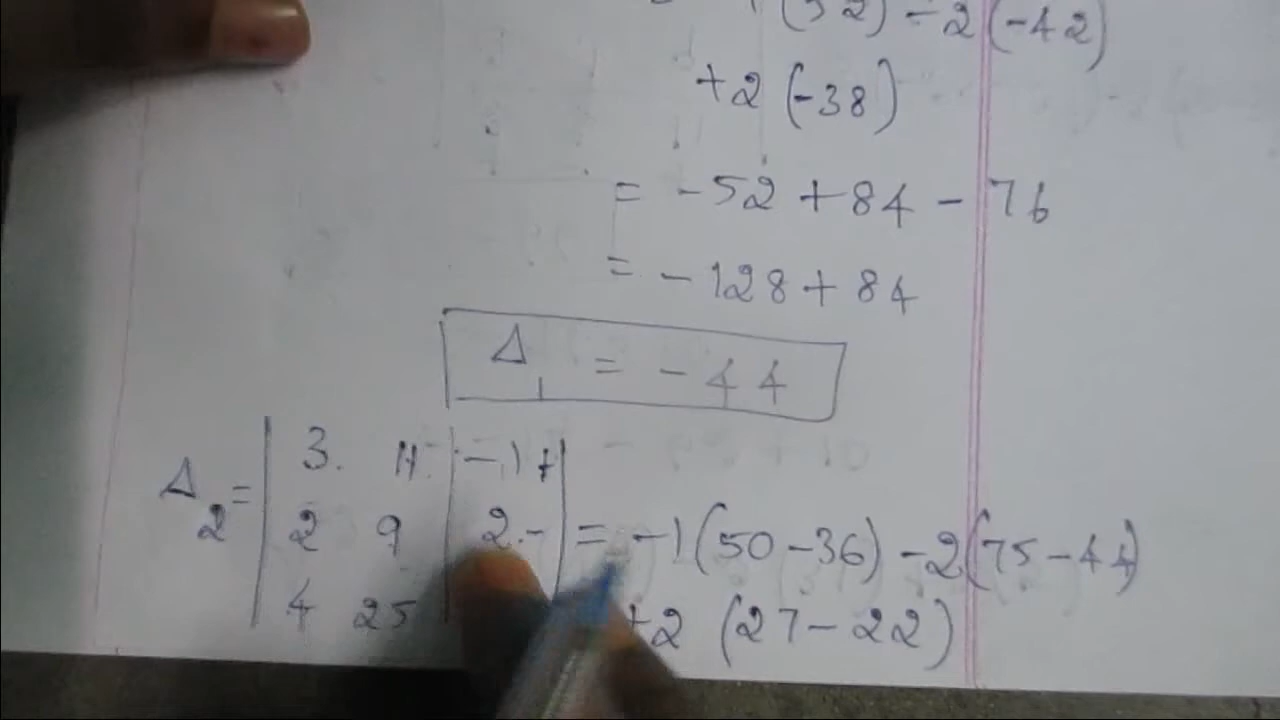 (52) - 2(-42)
+2 (-38)
= -52 + 84 - 76
= -128 + 84
Δ1 = -44
Δ2 = | 3. 11. | -1+ | = -1(50-36) -2(75-44)
2 9 2.-
4 25 +2 (27-22)